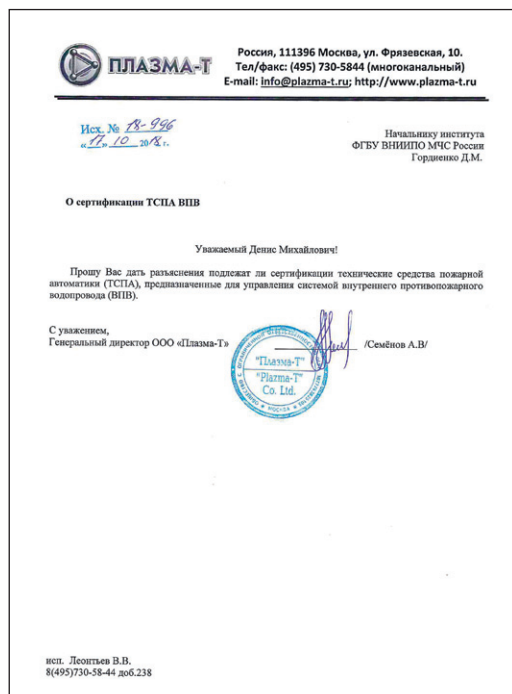 ПЛАЗМА-Т
Россия, 111396 Москва, ул. Фрязевская, 10.
Тел/факс: (495) 730-5844 (многоканальный)
E-mail: info@plazma-t.ru; http://www.plazma-t.ru
Исх. № 18-996
«17» 10 2018 г.
Начальнику института
ФГБУ ВНИИПО МЧС России
Гордиенко Д.М.
О сертификации ТСПА ВПВ
Уважаемый Денис Михайлович!
Прошу Вас дать разъяснения подлежат ли сертификации технические средства пожарной
автоматики (ТСПА), предназначенные для управления системой внутреннего противопожарного
водопровода (ВПВ).
С уважением,
Генеральный директор ООО «Плазма-Т»
/Семёнов А.В/
"Плазма-Т"
"Plazma-T"
Co. Ltd.
МОСКВА
исп. Леонтьев В.В.
8(495)730-58-44 доб.238